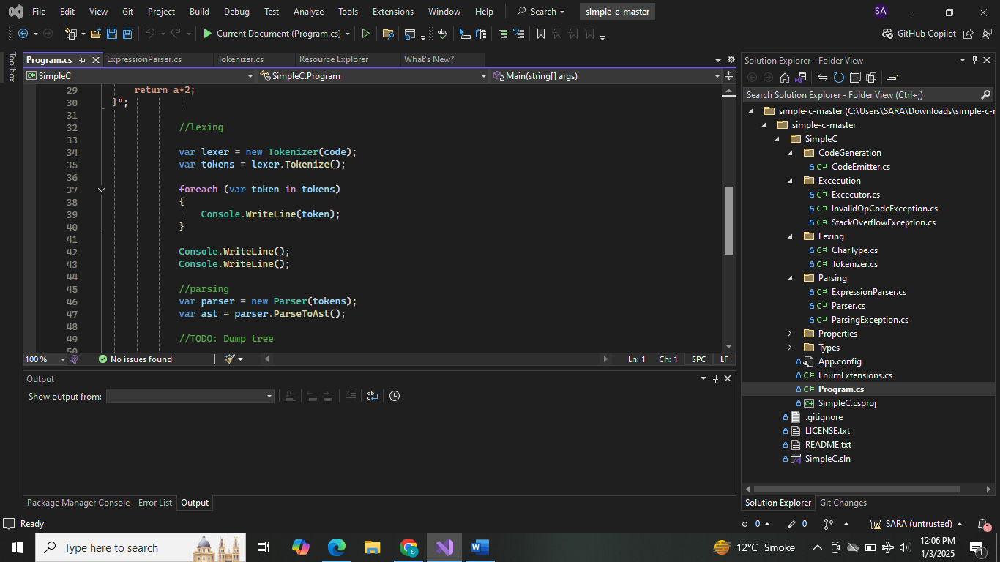 File Edit View Git Project Build Debug Test Analyze Tools Extensions Window Help Search simple-c-master SA
Current Document (Program.cs) abc GitHub Copilot
Toolbox
Program.cs ExpressionParser.cs Tokenizer.cs Resource Explorer What's New?
C# SimpleC SimpleC.Program Main(string[] args)
29 return a*2;
30 }";
31
32 //lexing
33
34 var lexer = new Tokenizer(code);
35 var tokens = lexer.Tokenize();
36
37 foreach (var token in tokens)
38 {
39 Console.WriteLine(token);
40 }
41
42 Console.WriteLine();
43 Console.WriteLine();
44
45 //parsing
46 var parser = new Parser(tokens);
47 var ast = parser.ParseToAst();
48
49 //TODO: Dump tree
50
100 % No issues found Ln: 1 Ch: 1 SPC LF
Output
Show output from:
Package Manager Console Error List Output
Solution Explorer - Folder View
Search Solution Explorer - Folder View (Ctrl+;)
simple-c-master (C:\Users\SARA\Downloads\simple-c-
simple-c-master
SimpleC
CodeGeneration
C# CodeEmitter.cs
Excecution
C# Excecutor.cs
C# InvalidOpCodeException.cs
C# StackOverflowException.cs
Lexing
C# CharType.cs
C# Tokenizer.cs
Parsing
C# ExpressionParser.cs
C# Parser.cs
C# ParsingException.cs
Properties
Types
App.config
C# EnumExtensions.cs
C# Program.cs
C# SimpleC.csproj
.gitignore
LICENSE.txt
README.txt
SimpleC.sln
Solution Explorer Git Changes
Ready 0 0 SARA (untrusted) 1
Type here to search 12°C Smoke 12:06 PM 1/3/2025 1